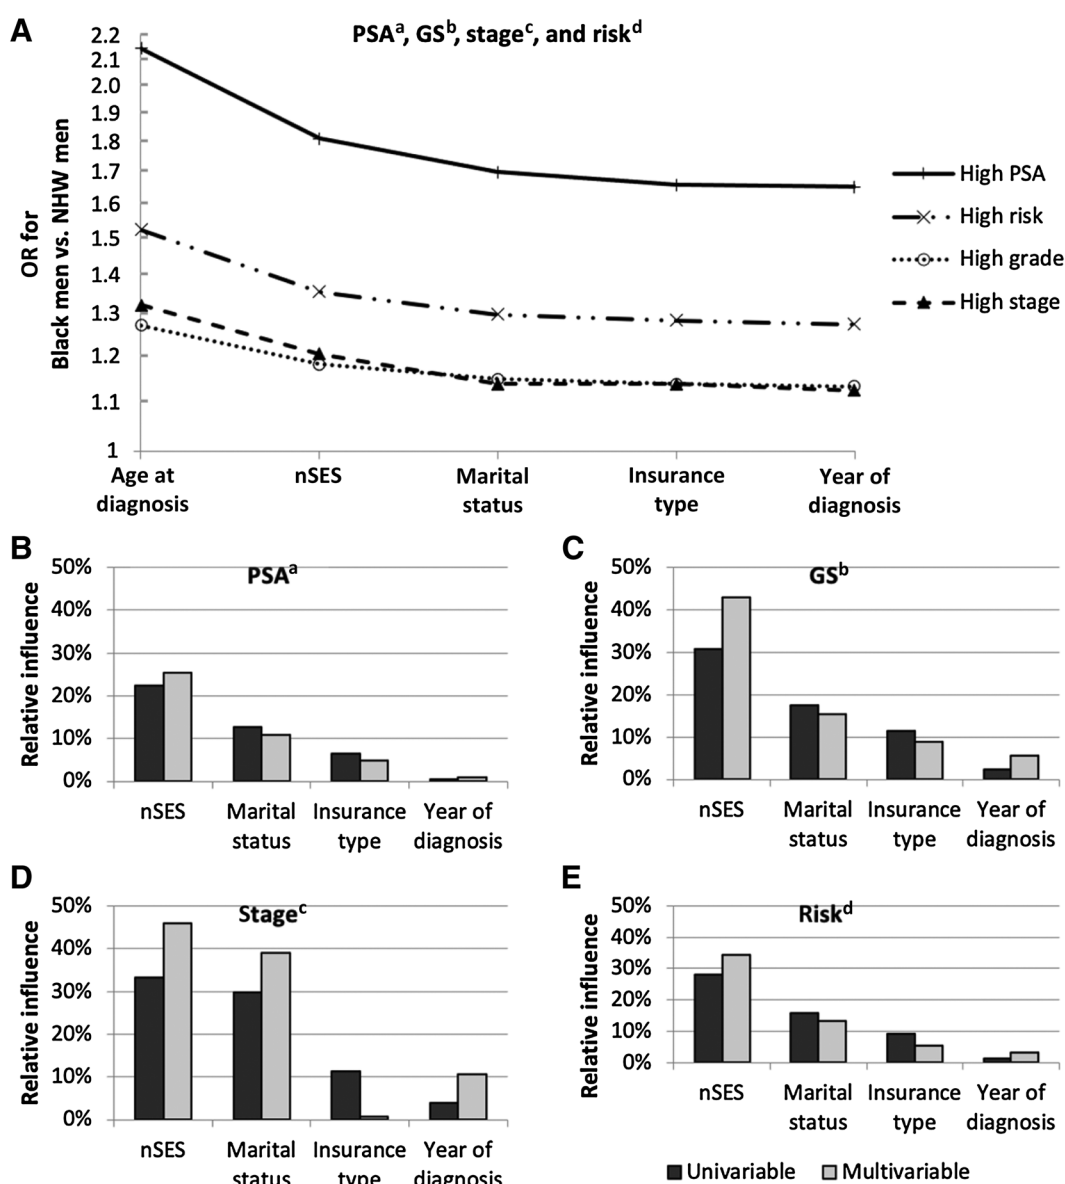 A
PSAa, GSb, stagec, and riskd
OR for
Black men vs. NHW men
2.2
2.1
2.0
1.9
1.8
1.7
1.6
1.5
1.4
1.3
1.2
1.1
1
Age at
diagnosis
nSES
Marital
status
Insurance
type
Year of
diagnosis
High PSA
High risk
High grade
High stage
B
PSAa
Relative influence
50%
40%
30%
20%
10%
0%
nSES
Marital
status
Insurance
type
Year of
diagnosis
C
GSb
Relative influence
50%
40%
30%
20%
10%
0%
nSES
Marital
status
Insurance
type
Year of
diagnosis
D
Stagec
Relative influence
50%
40%
30%
20%
10%
0%
nSES
Marital
status
Insurance
type
Year of
diagnosis
E
Riskd
Relative influence
50%
40%
30%
20%
10%
0%
nSES
Marital
status
Insurance
type
Year of
diagnosis
Univariable
Multivariable